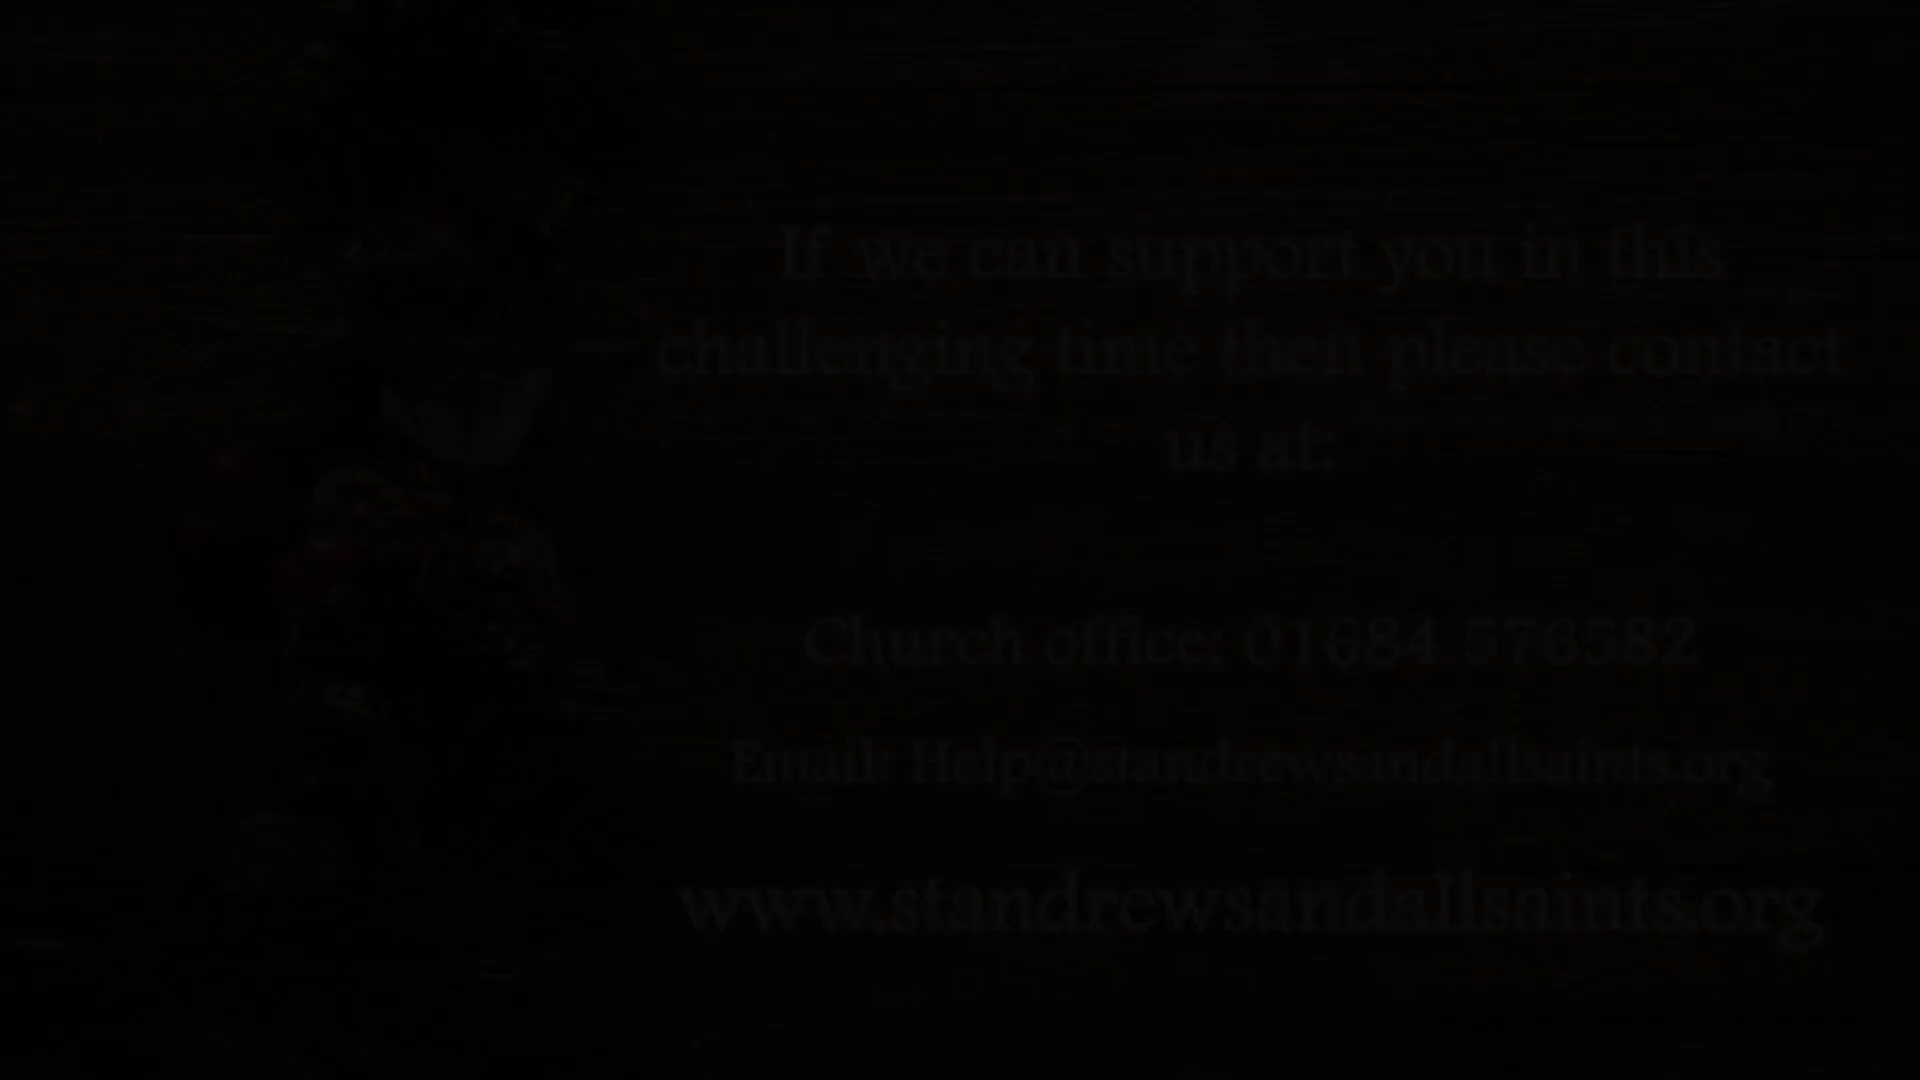 If we can support you in this
challenging time then please contact
us at:
Church office: 01684 576582
Email: Help@standrewsandallsaints.org
www.standrewsandallsaints.org